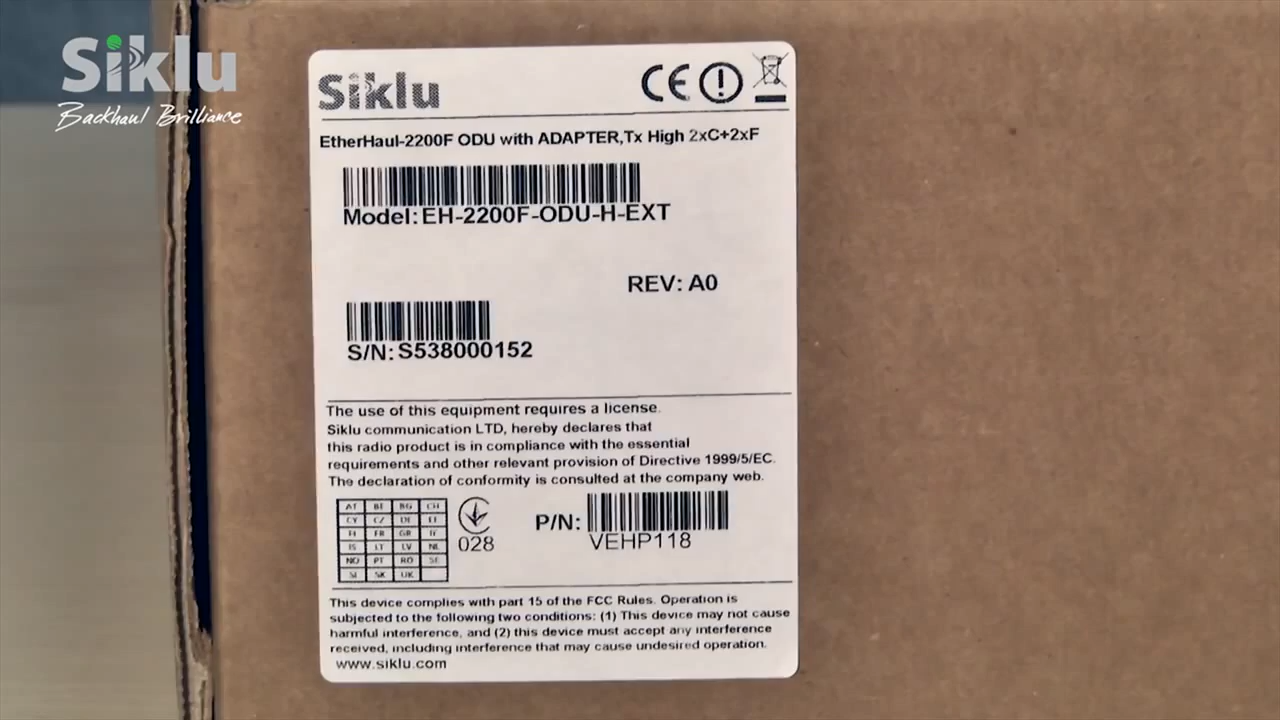 Siklu
Backhaul Brilliance
Siklu
CE
EtherHaul-2200F ODU with ADAPTER,Tx High 2xC+2xF
Model:EH-2200F-ODU-H-EXT
REV: A0
S/N:S538000152
The use of this equipment requires a license.
Siklu communication LTD, hereby declares that
this radio product is in compliance with the essential
requirements and other relevant provision of Directive 1999/5/EC.
The declaration of conformity is consulted at the company web.
AT BE BG CH
CY CZ DE
FI FR GR IT
IS LT LV NL
NO PT RO SE
SI SK UK
028
P/N:
VEHP118
This device complies with part 15 of the FCC Rules. Operation is
subjected to the following two conditions: (1) This device may not cause
harmful interference, and (2) this device must accept any interference
received, including interference that may cause undesired operation.
www.siklu.com